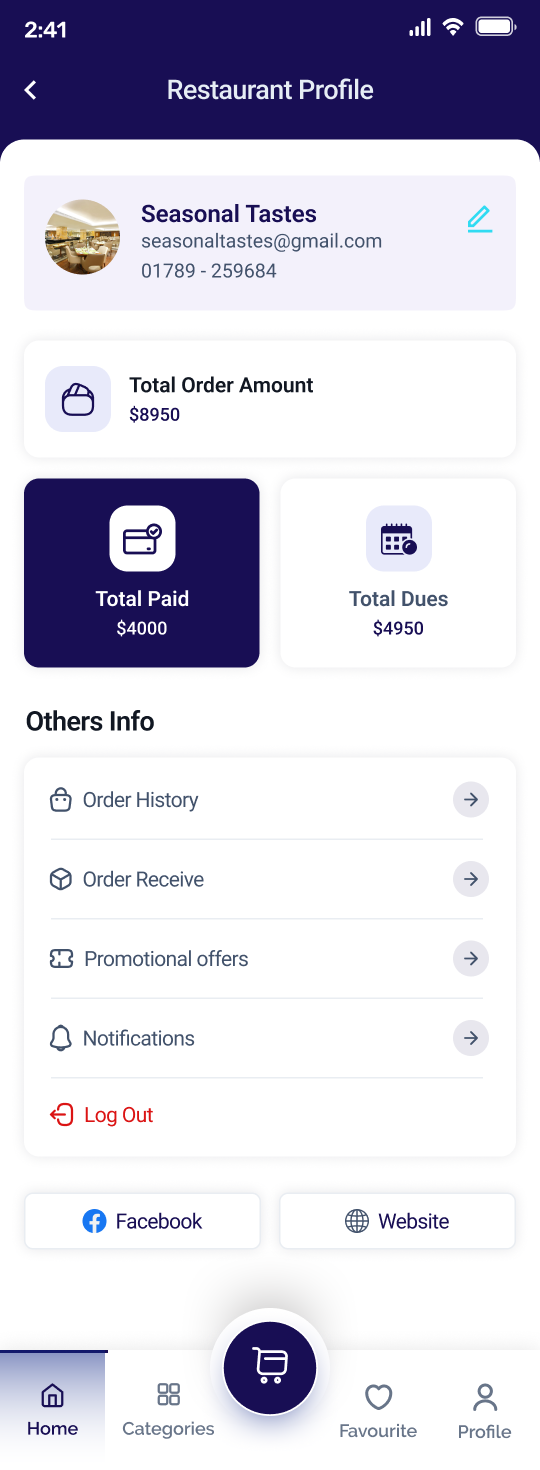 2:41
Restaurant Profile
Seasonal Tastes
seasonaltastes@gmail.com
01789 - 259684
Total Order Amount
$8950
Total Paid
$4000
Total Dues
$4950
Others Info
Order History
Order Receive
Promotional offers
Notifications
Log Out
Facebook
Website
Home
Categories
Favourite
Profile